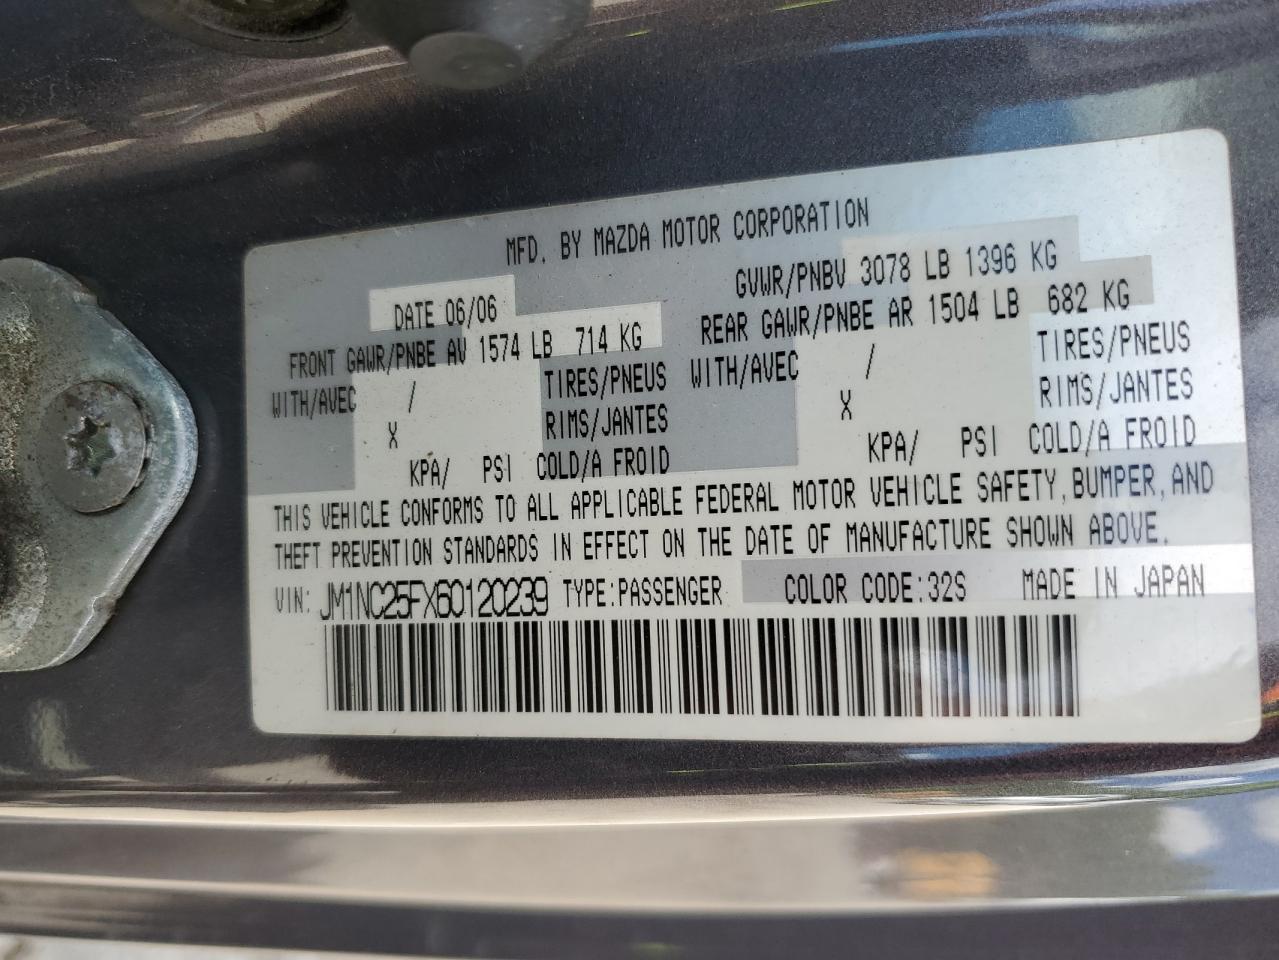 MFD. BY MAZDA MOTOR CORPORATION
DATE 06/06 GVWR/PNBV 3078 LB 1396 KG
FRONT GAWR/PNBE AV 1574 LB 714 KG REAR GAWR/PNBE AR 1504 LB 682 KG
WITH/AVEC / TIRES/PNEUS WITH/AVEC / TIRES/PNEUS
X RIMS/JANTES X RIMS/JANTES
KPA/ PSI COLD/A FROID KPA/ PSI COLD/A FROID
THIS VEHICLE CONFORMS TO ALL APPLICABLE FEDERAL MOTOR VEHICLE SAFETY, BUMPER, AND
THEFT PREVENTION STANDARDS IN EFFECT ON THE DATE OF MANUFACTURE SHOWN ABOVE.
VIN: JM1NC25FX60120239 TYPE:PASSENGER COLOR CODE:32S MADE IN JAPAN